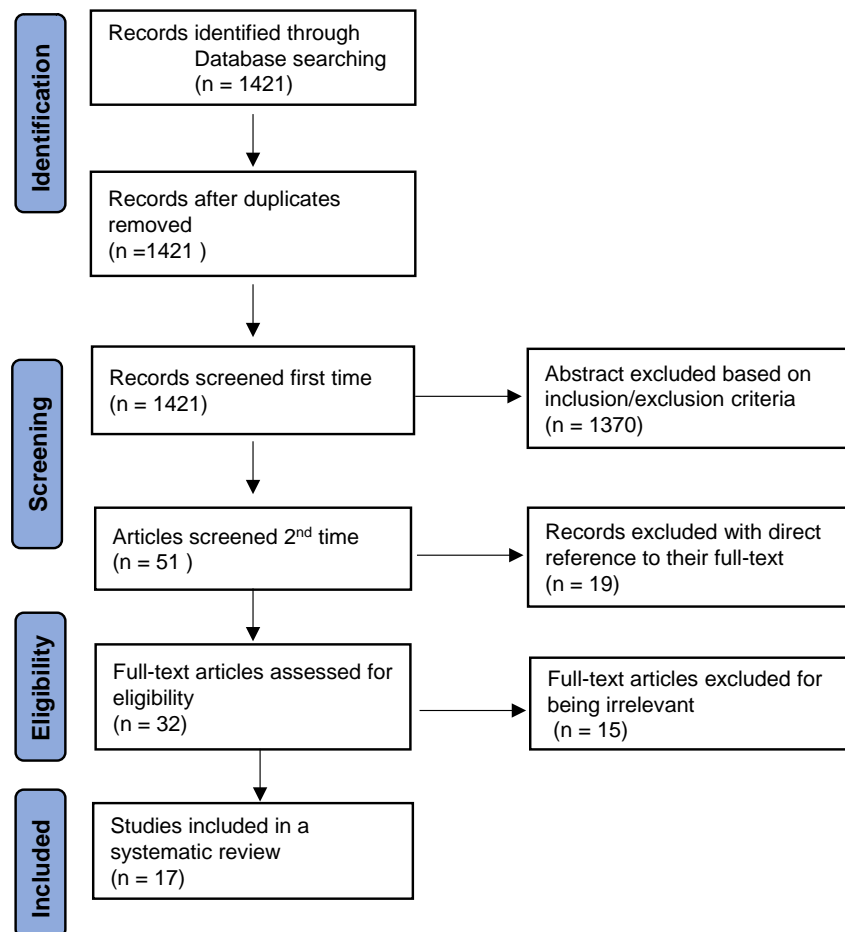 Identification
Records identified through
Database searching
(n = 1421)
Records after duplicates
removed
(n =1421 )
Screening
Records screened first time
(n = 1421)
Abstract excluded based on
inclusion/exclusion criteria
(n = 1370)
Articles screened 2nd time
(n = 51 )
Records excluded with direct
reference to their full-text
(n = 19)
Eligibility
Full-text articles assessed for
eligibility
(n = 32)
Full-text articles excluded for
being irrelevant
(n = 15)
Included
Studies included in a
systematic review
(n = 17)